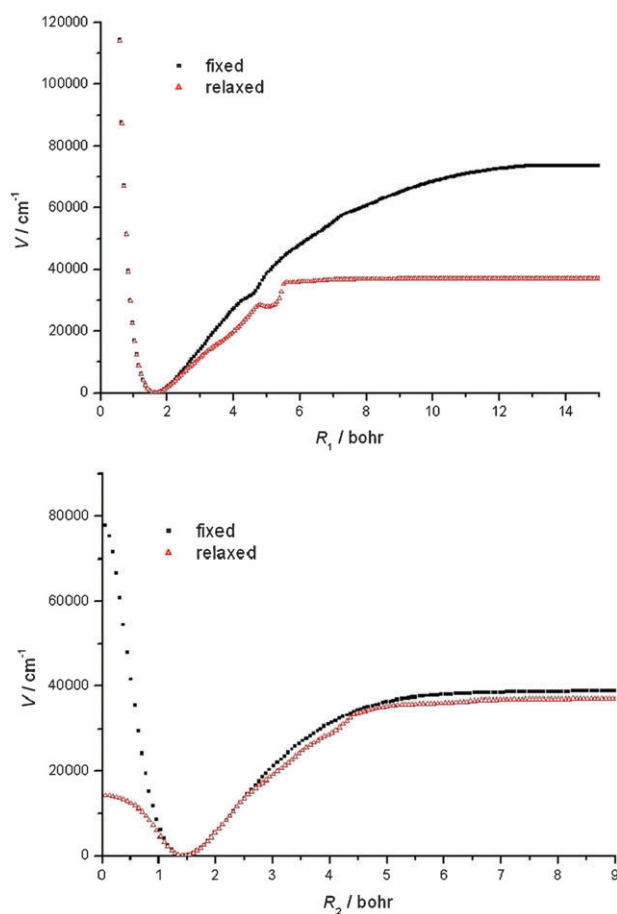 120000
100000
80000
60000
40000
20000
0
V / cm⁻¹
fixed
relaxed
0 2 4 6 8 10 12 14
R₁ / bohr
80000
60000
40000
20000
0
V / cm⁻¹
fixed
relaxed
0 1 2 3 4 5 6 7 8 9
R₂ / bohr